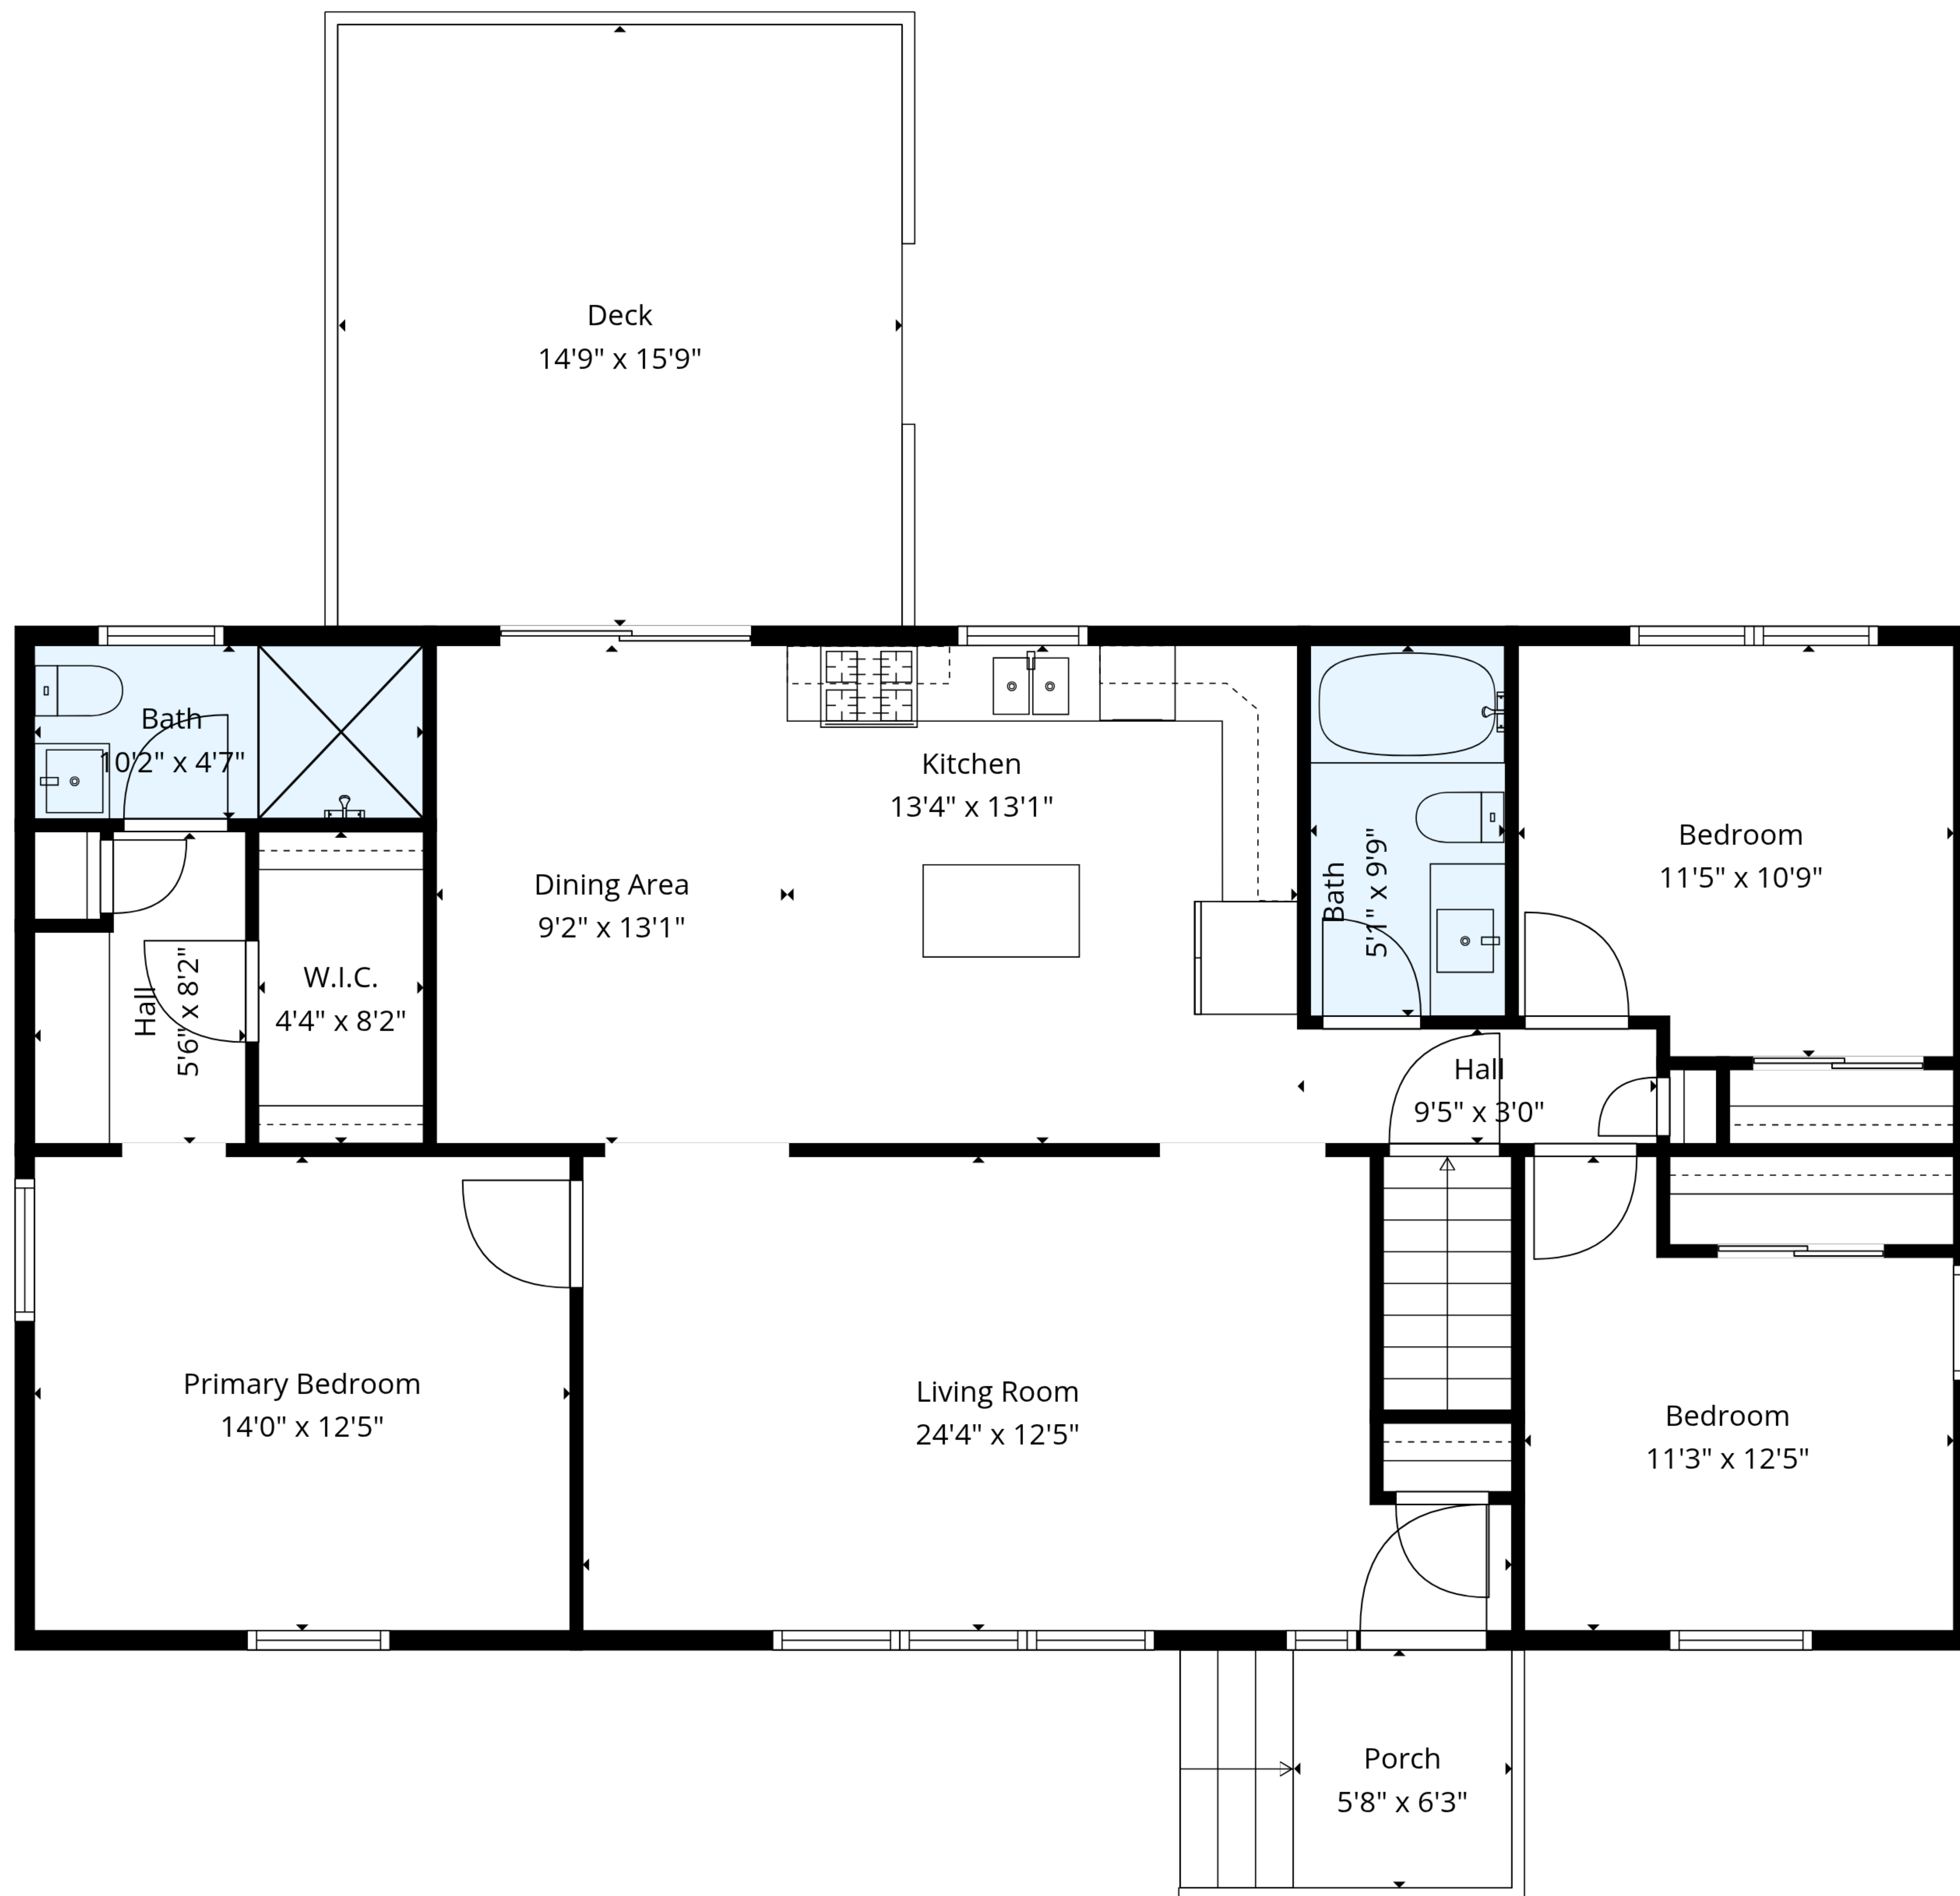 Deck
14'9" x 15'9"
Bath
10'2" x 4'7"
Kitchen
13'4" x 13'1"
Dining Area
9'2" x 13'1"
Bath
5'1" x 9'9"
Bedroom
11'5" x 10'9"
Hall
5'6" x 8'2"
W.I.C.
4'4" x 8'2"
Hall
9'5" x 3'0"
Primary Bedroom
14'0" x 12'5"
Living Room
24'4" x 12'5"
Bedroom
11'3" x 12'5"
Porch
5'8" x 6'3"